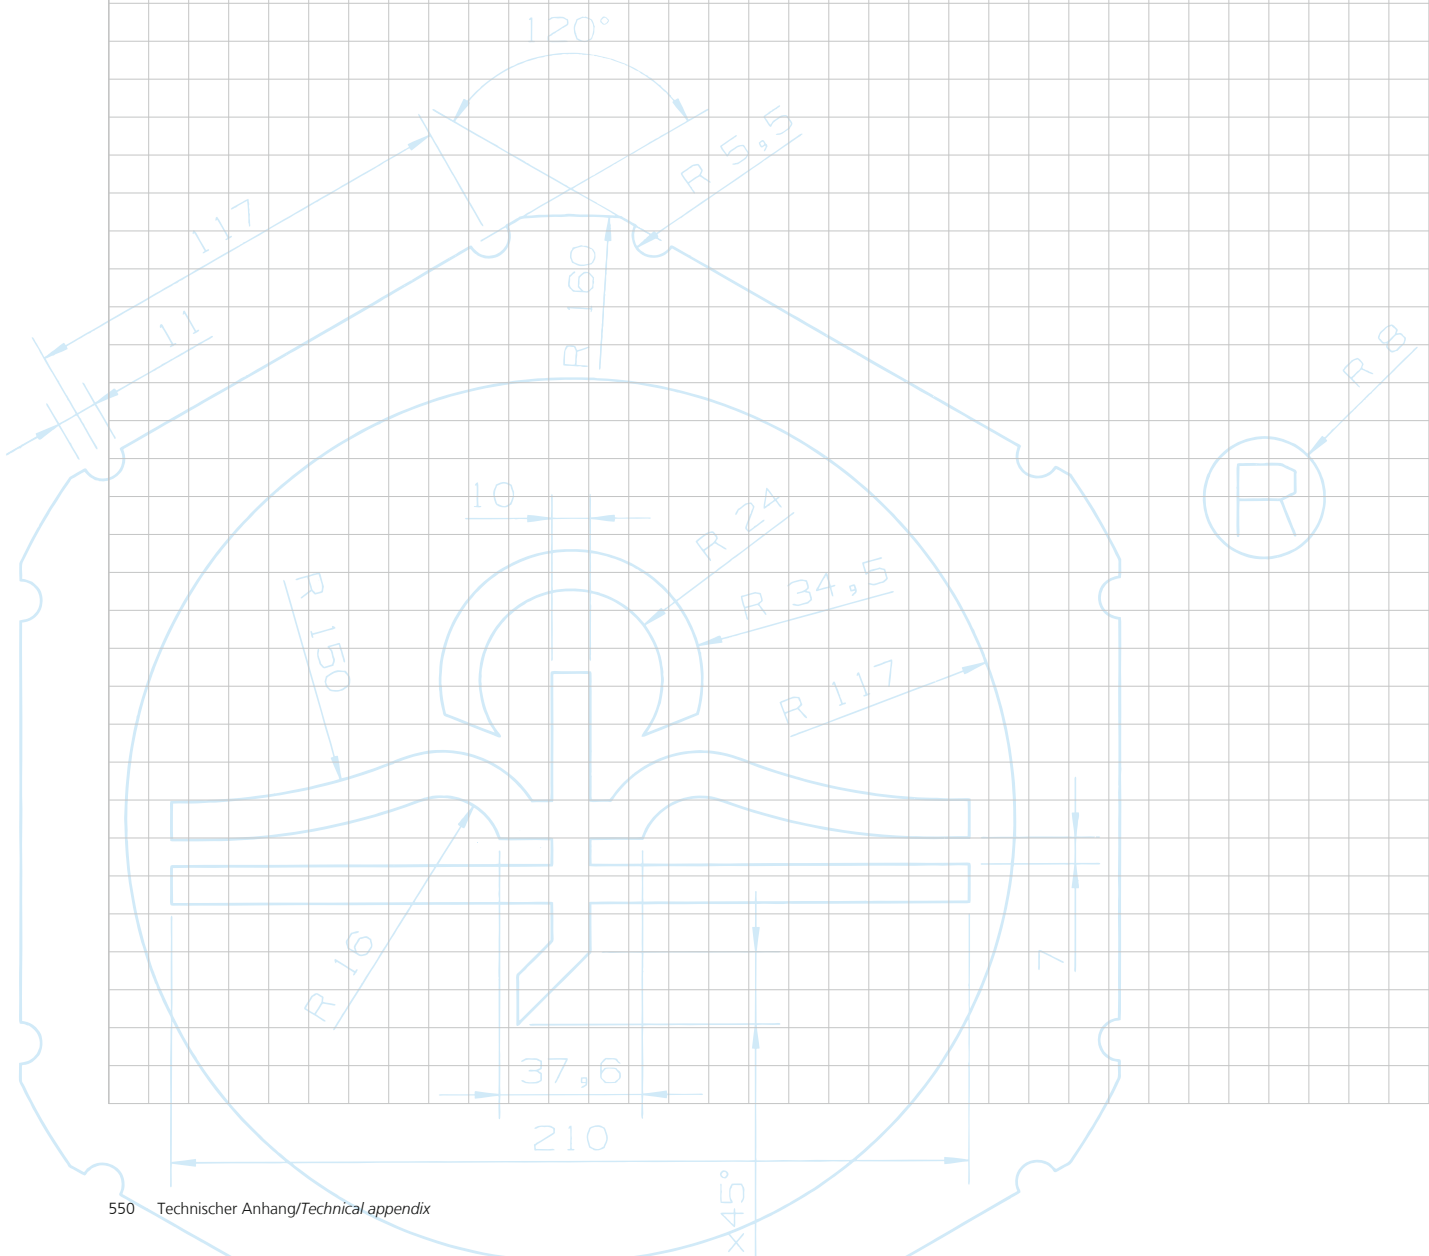 120°
R 5,5
117
R 160
11
R 8
R
10
R 24
R 34,5
R 150
R 117
R 16
7
37,6
210
x45°
550 Technischer Anhang/Technical appendix